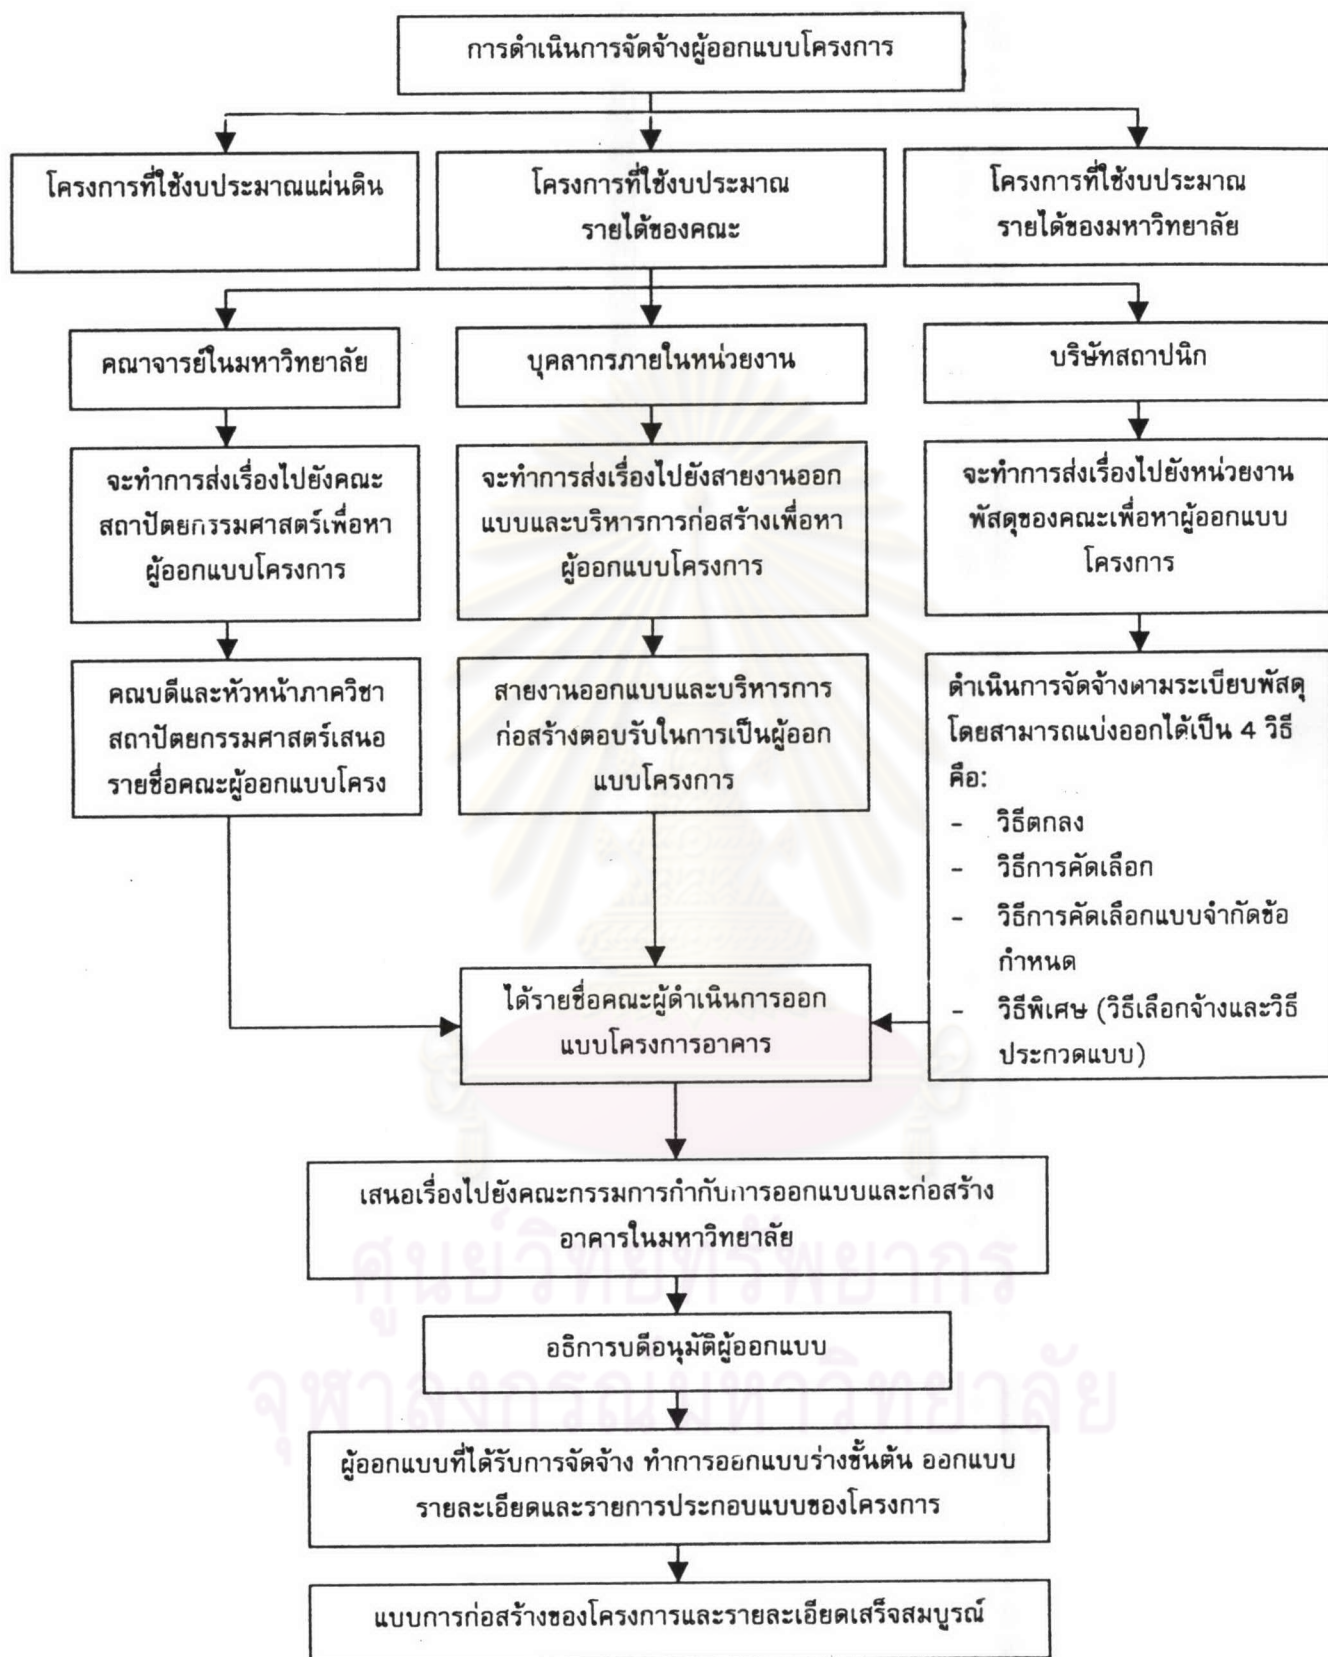 การดำเนินการจัดจ้างผู้ออกแบบโครงการ
โครงการที่ใช้งบประมาณแผ่นดิน
โครงการที่ใช้งบประมาณ
รายได้ของคณะ
โครงการที่ใช้งบประมาณ
รายได้ของมหาวิทยาลัย
คณาจารย์ในมหาวิทยาลัย
บุคลากรภายในหน่วยงาน
บริษัทสถาปนิก
จะทำการส่งเรื่องไปยังคณะ
สถาปัตยกรรมศาสตร์เพื่อหา
ผู้ออกแบบโครงการ
จะทำการส่งเรื่องไปยังสายงานออก
แบบและบริหารการก่อสร้างเพื่อหา
ผู้ออกแบบโครงการ
จะทำการส่งเรื่องไปยังหน่วยงาน
พัสดุของคณะเพื่อหาผู้ออกแบบ
โครงการ
คณบดีและหัวหน้าภาควิชา
สถาปัตยกรรมศาสตร์เสนอ
รายชื่อคณะผู้ออกแบบโครง
สายงานออกแบบและบริหารการ
ก่อสร้างตอบรับในการเป็นผู้ออก
แบบโครงการ
ดำเนินการจัดจ้างตามระเบียบพัสดุ
โดยสามารถแบ่งออกได้เป็น 4 วิธี
คือ:
- วิธีตกลง
- วิธีการคัดเลือก
- วิธีการคัดเลือกแบบจำกัดข้อ
กำหนด
- วิธีพิเศษ (วิธีเลือกจ้างและวิธี
ประกวดแบบ)
ได้รายชื่อคณะผู้ดำเนินการออก
แบบโครงการอาคาร
เสนอเรื่องไปยังคณะกรรมการกำกับการออกแบบและก่อสร้าง
อาคารในมหาวิทยาลัย
ศูนย์วิทยทรัพยากร
อธิการบดีอนุมัติผู้ออกแบบ
จุฬาลงกรณ์มหาวิทยาลัย
ผู้ออกแบบที่ได้รับการจัดจ้าง ทำการออกแบบร่างขั้นต้น ออกแบบ
รายละเอียดและรายการประกอบแบบของโครงการ
แบบการก่อสร้างของโครงการและรายละเอียดเสร็จสมบูรณ์